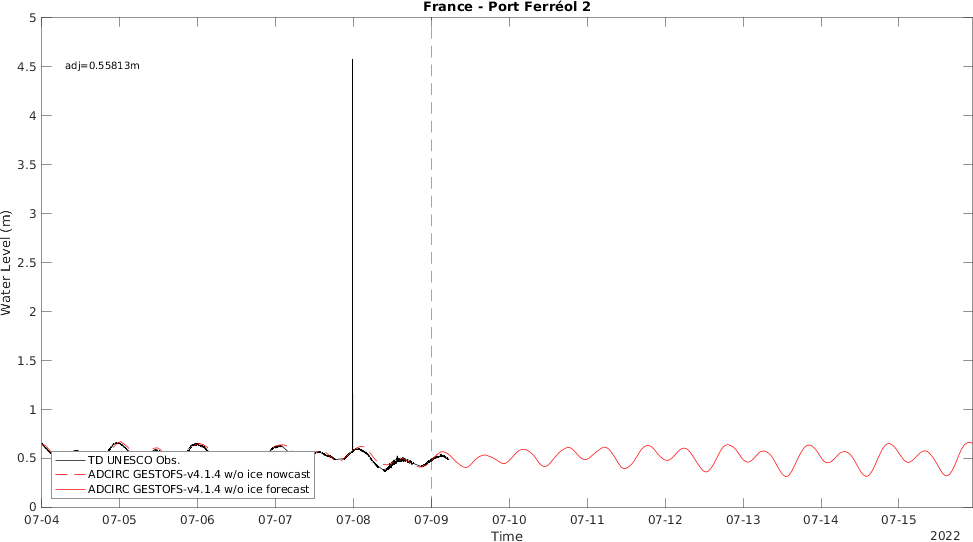 France - Port Ferréol 2
adj=0.55813m
Water Level (m)
5
4.5
4
3.5
3
2.5
2
1.5
1
0.5
0
TD UNESCO Obs.
ADCIRC GESTOFS-v4.1.4 w/o ice nowcast
ADCIRC GESTOFS-v4.1.4 w/o ice forecast
07-04 07-05 07-06 07-07 07-08 07-09 07-10 07-11 07-12 07-13 07-14 07-15
Time
2022